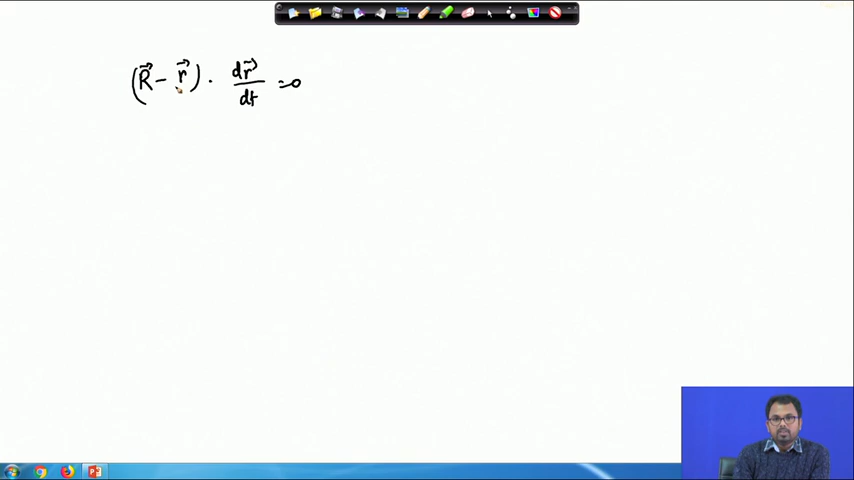 (R⃗ − r⃗) · dr⃗/dt = 0